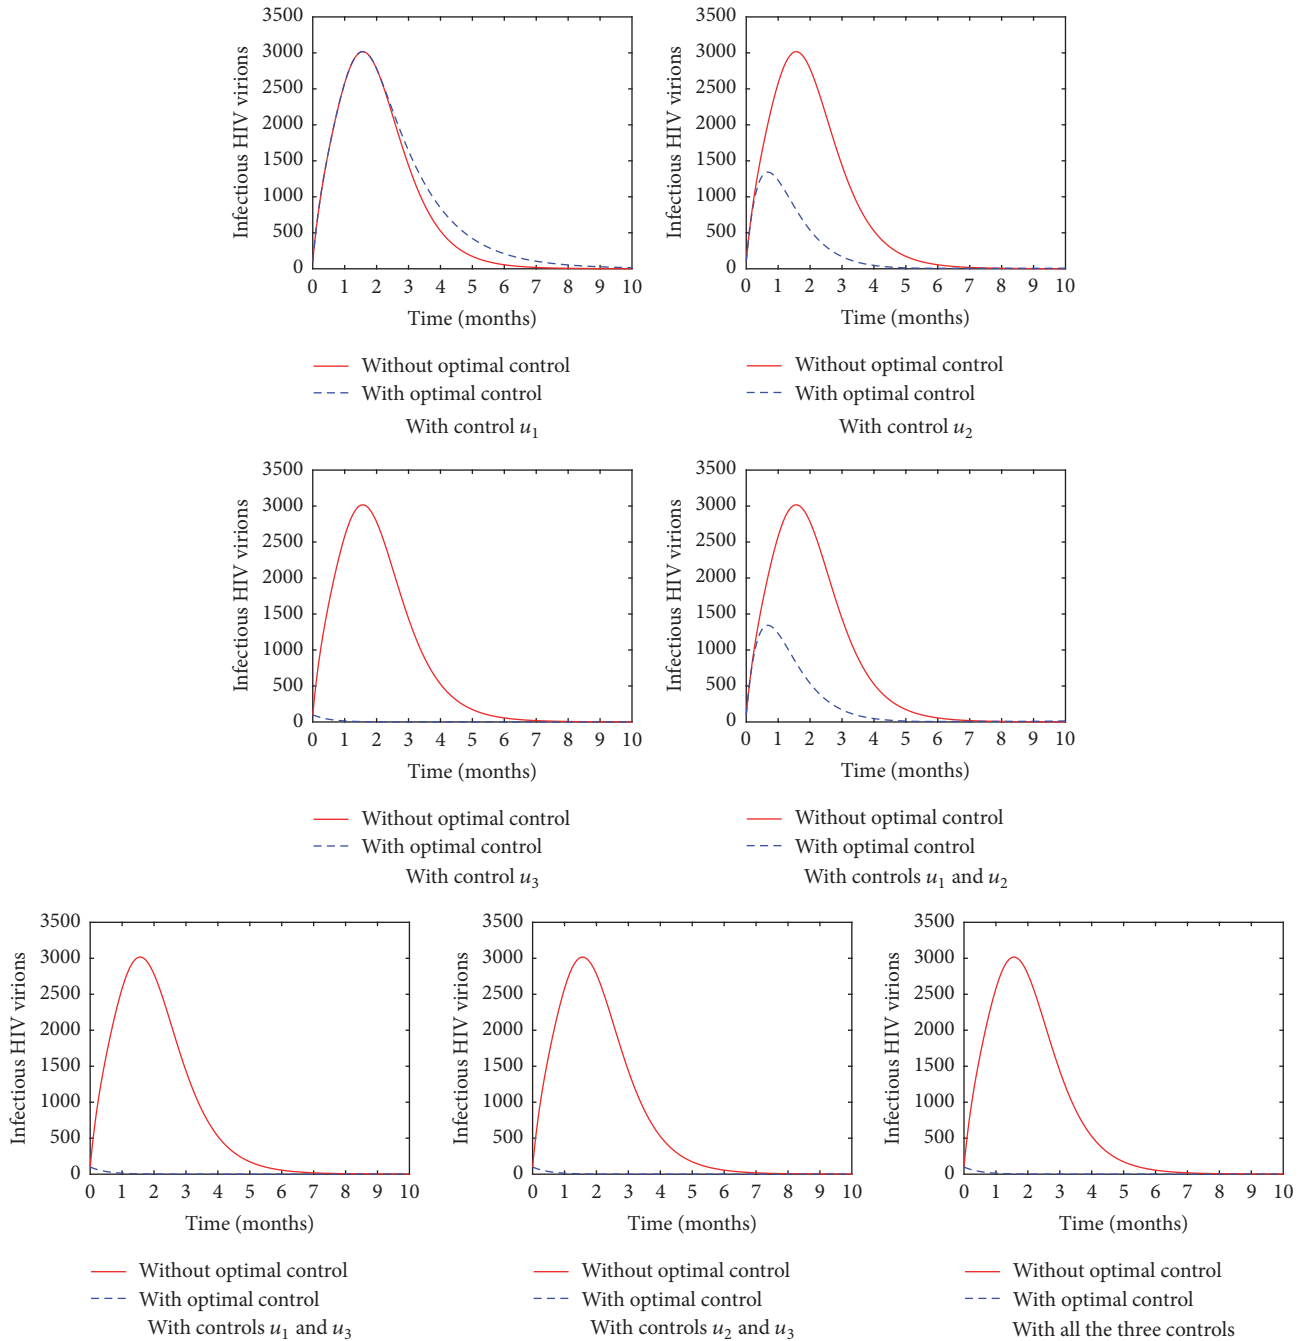 3500
3000
2500
2000
1500
1000
500
0
Infectious HIV virions
0 1 2 3 4 5 6 7 8 9 10
Time (months)
Without optimal control
With optimal control
With control u₁
3500
3000
2500
2000
1500
1000
500
0
Infectious HIV virions
0 1 2 3 4 5 6 7 8 9 10
Time (months)
Without optimal control
With optimal control
With control u₂
3500
3000
2500
2000
1500
1000
500
0
Infectious HIV virions
0 1 2 3 4 5 6 7 8 9 10
Time (months)
Without optimal control
With optimal control
With control u₃
3500
3000
2500
2000
1500
1000
500
0
Infectious HIV virions
0 1 2 3 4 5 6 7 8 9 10
Time (months)
Without optimal control
With optimal control
With controls u₁ and u₂
3500
3000
2500
2000
1500
1000
500
0
Infectious HIV virions
0 1 2 3 4 5 6 7 8 9 10
Time (months)
Without optimal control
With optimal control
With controls u₁ and u₃
3500
3000
2500
2000
1500
1000
500
0
Infectious HIV virions
0 1 2 3 4 5 6 7 8 9 10
Time (months)
Without optimal control
With optimal control
With controls u₂ and u₃
3500
3000
2500
2000
1500
1000
500
0
Infectious HIV virions
0 1 2 3 4 5 6 7 8 9 10
Time (months)
Without optimal control
With optimal control
With all the three controls